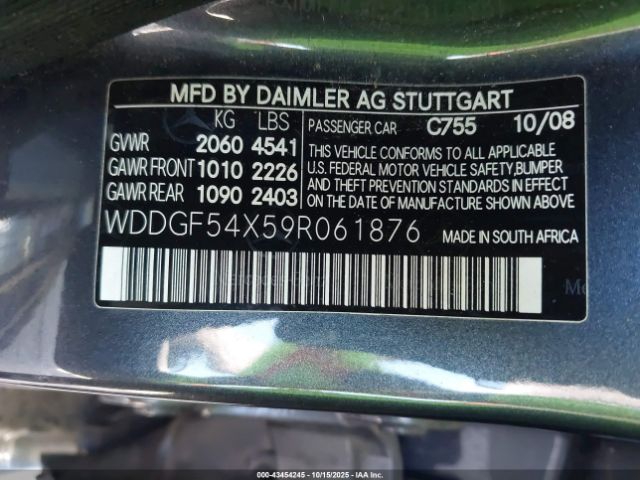 MFD BY DAIMLER AG STUTTGART
KG LBS
GVWR 2060 4541
GAWR FRONT 1010 2226
GAWR REAR 1090 2403
PASSENGER CAR C755 10/08
THIS VEHICLE CONFORMS TO ALL APPLICABLE
U.S. FEDERAL MOTOR VEHICLE SAFETY, BUMPER
AND THEFT PREVENTION STANDARDS IN EFFECT
ON THE DATE OF MANUFACTURE SHOWN ABOVE
WDDGF54X59R061876 MADE IN SOUTH AFRICA
Mercedes-Benz
© 43454245 - 10/15/2025 - IAA Inc.